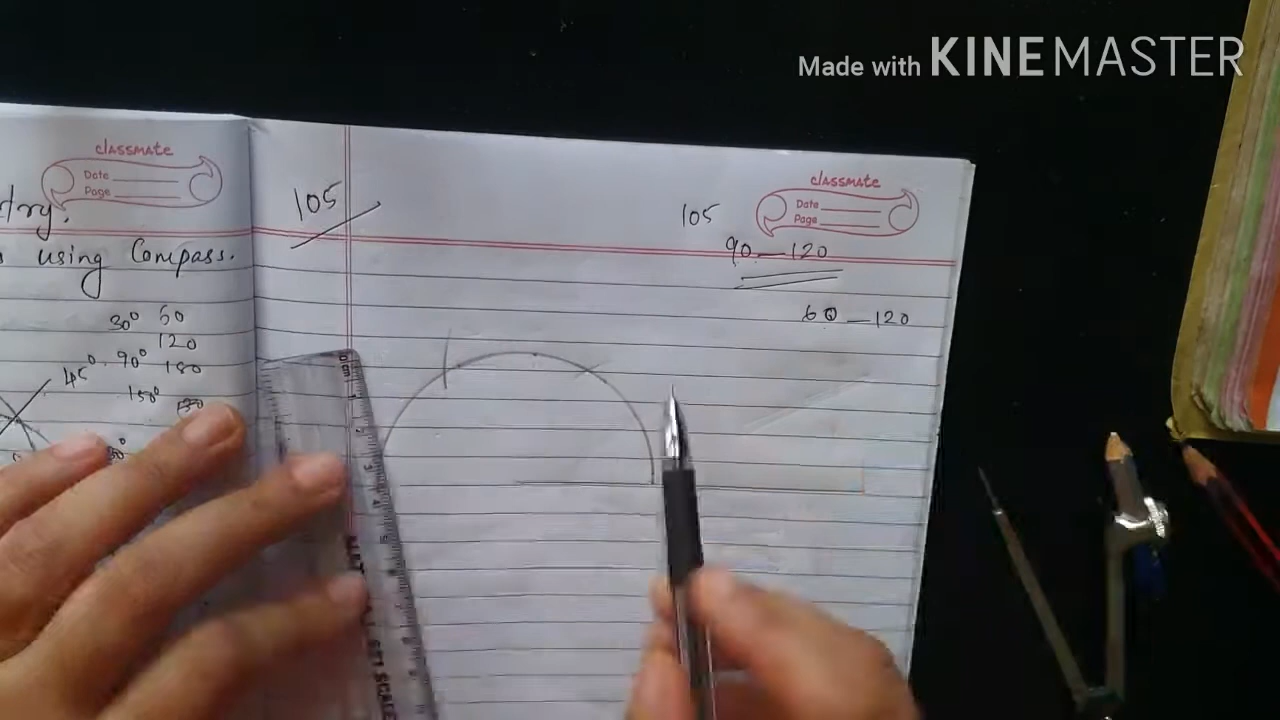 Made with KINEMASTER
classmate
Date
Page
using Compass.
30° 60
120
45° 90° 180
150°
105
classmate
Date
Page
105
90 — 120
60 — 120